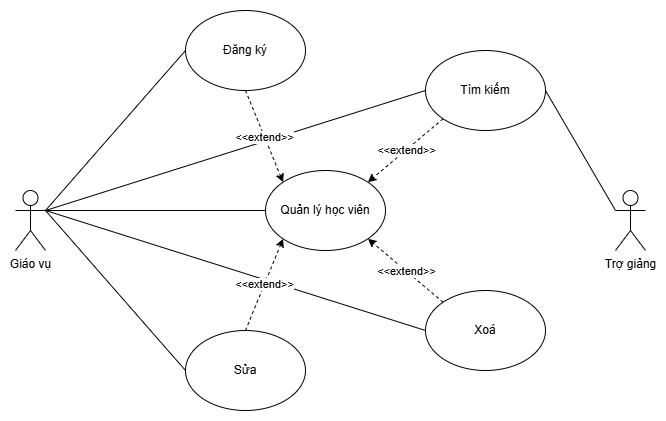 Đăng ký
Tìm kiếm
<<extend>>
<<extend>>
Quản lý học viên
Giáo vụ
Trợ giảng
<<extend>>
<<extend>>
Xoá
Sửa